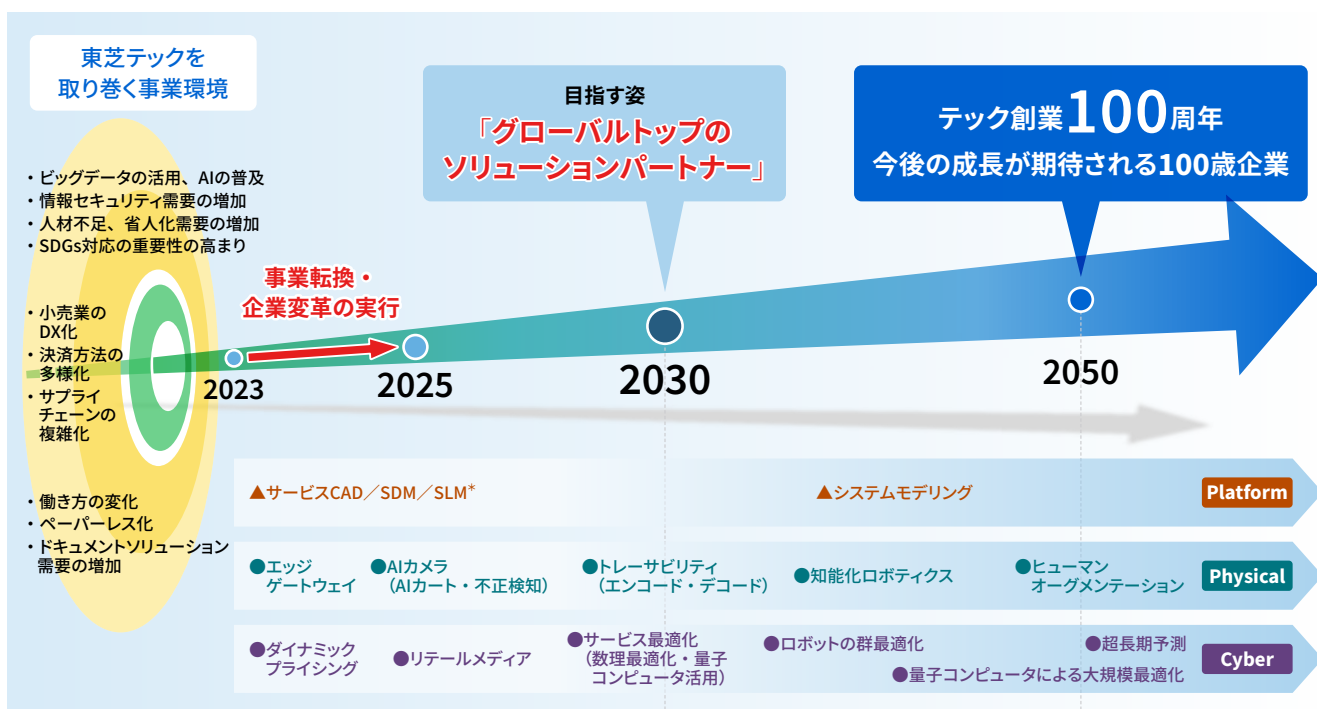 東芝テックを
取り巻く事業環境
・ビッグデータの活用、AIの普及
・情報セキュリティ需要の増加
・人材不足、省人化需要の増加
・SDGs対応の重要性の高まり
・小売業の
DX化
・決済方法の
多様化
・サプライ
チェーンの
複雑化
・働き方の変化
・ペーパーレス化
・ドキュメントソリューション
需要の増加
事業転換・
企業変革の実行
目指す姿
「グローバルトップの
ソリューションパートナー」
テック創業100周年
今後の成長が期待される100歳企業
2023
2025
2030
2050
▲サービスCAD／SDM／SLM*
▲システムモデリング
Platform
●エッジ
ゲートウェイ
●AIカメラ
（AIカート・不正検知）
●トレーサビリティ
（エンコード・デコード）
●知能化ロボティクス
●ヒューマン
オーグメンテーション
Physical
●ダイナミック
プライシング
●リテールメディア
●サービス最適化
（数理最適化・量子
コンピュータ活用）
●ロボットの群最適化
●量子コンピュータによる大規模最適化
●超長期予測
Cyber